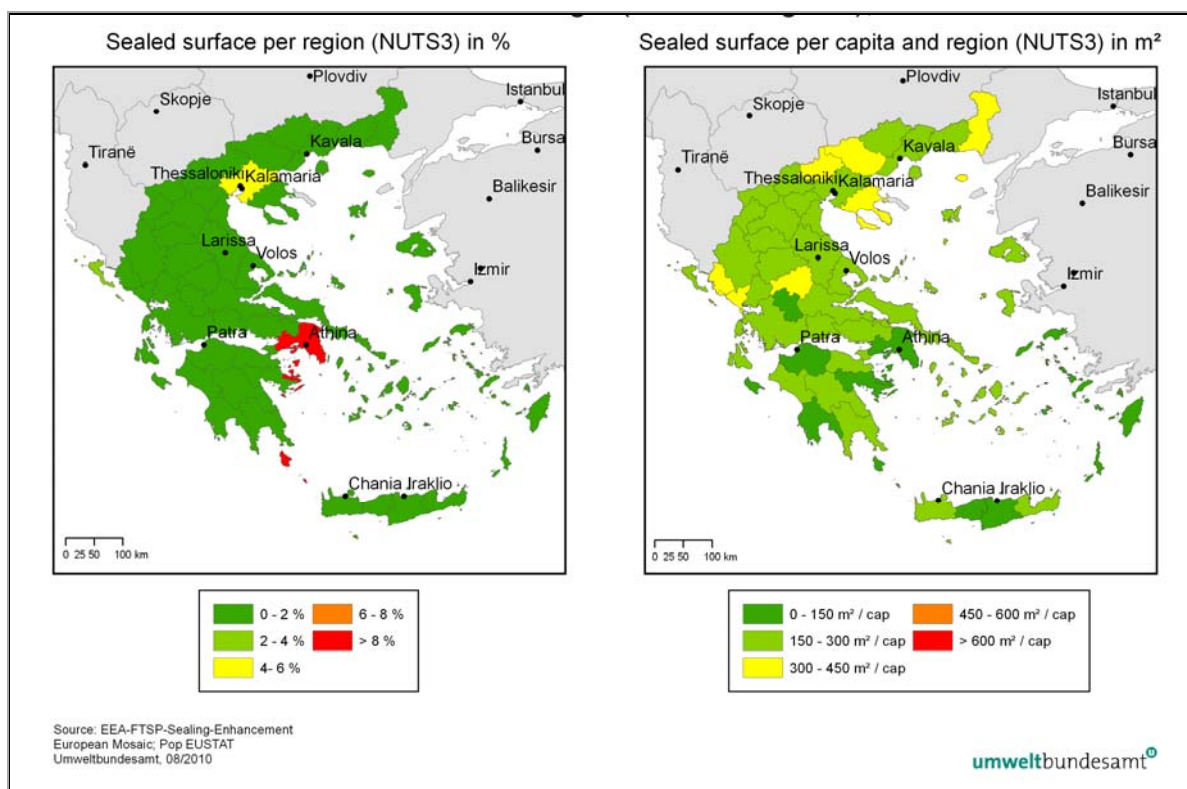 Sealed surface per region (NUTS3) in %
Plovdiv
Skopje
Istanbul
Bursa
Tiranë
Kavala
Thessaloniki
Kalamaria
Balikesir
Larissa
Volos
Izmir
Patra
Athina
Chania
Iraklio
0 25 50 100 km
0 - 2 %
6 - 8 %
2 - 4 %
> 8 %
4- 6 %
Sealed surface per capita and region (NUTS3) in m²
Plovdiv
Skopje
Istanbul
Bursa
Tiranë
Kavala
Thessaloniki
Kalamaria
Balikesir
Larissa
Volos
Izmir
Patra
Athina
Chania
Iraklio
0 25 50 100 km
0 - 150 m² / cap
450 - 600 m² / cap
150 - 300 m² / cap
> 600 m² / cap
300 - 450 m² / cap
Source: EEA-FTSP-Sealing-Enhancement
European Mosaic; Pop EUSTAT
Umweltbundesamt, 08/2010
umweltbundesamt